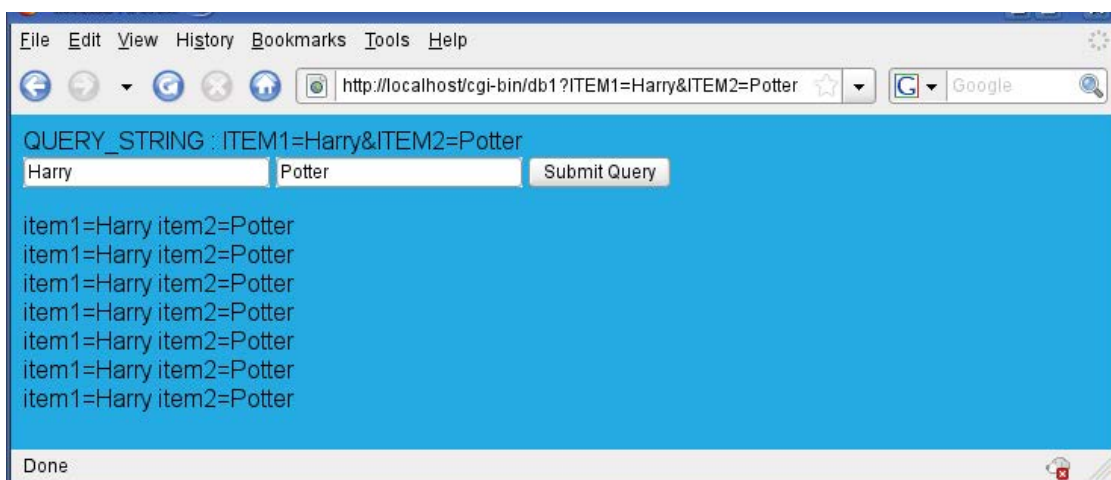 File Edit View History Bookmarks Tools Help
http://localhost/cgi-bin/db1?ITEM1=Harry&ITEM2=Potter G Google
QUERY_STRING : ITEM1=Harry&ITEM2=Potter
Harry Potter Submit Query
item1=Harry item2=Potter
item1=Harry item2=Potter
item1=Harry item2=Potter
item1=Harry item2=Potter
item1=Harry item2=Potter
item1=Harry item2=Potter
item1=Harry item2=Potter
Done